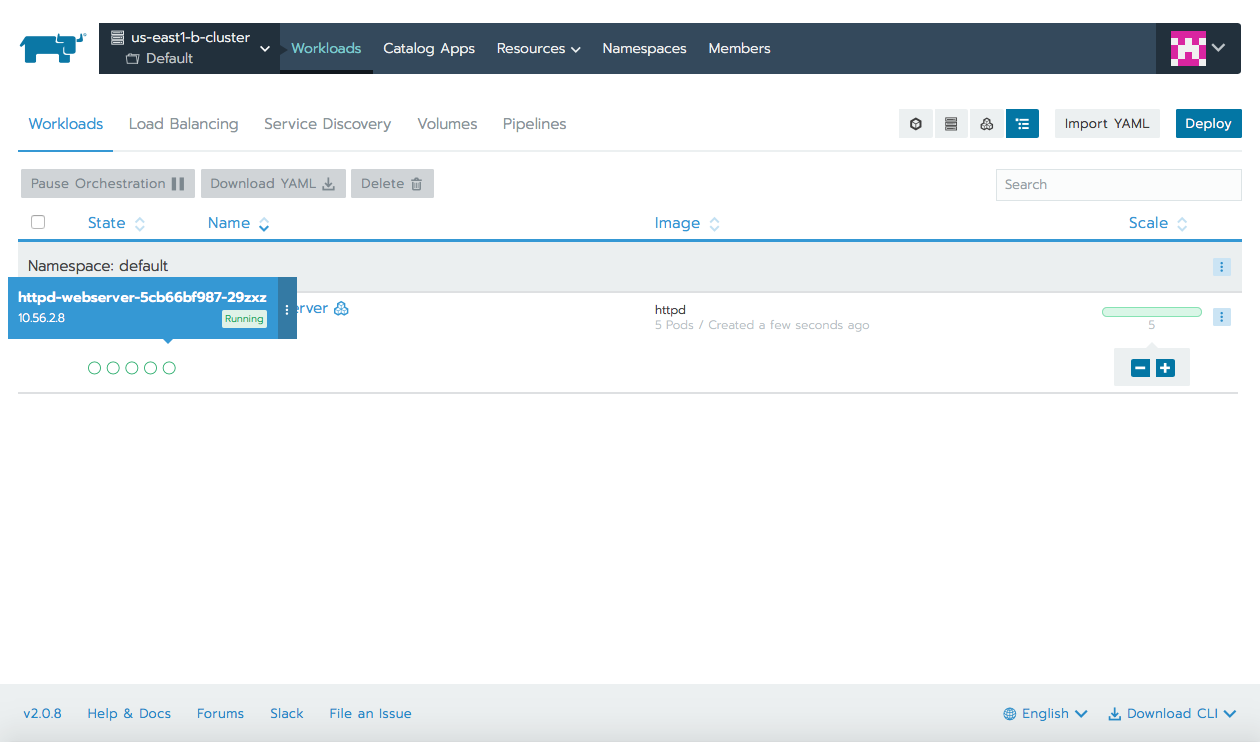 us-east1-b-cluster
Default
Workloads Catalog Apps Resources Namespaces Members
Workloads Load Balancing Service Discovery Volumes Pipelines
Import YAML Deploy
Pause Orchestration Download YAML Delete
Search
State Name Image Scale
Namespace: default
httpd-webserver-5cb66bf987-29zxz
10.56.2.8
Running
erver
httpd
5 Pods / Created a few seconds ago
5
v2.0.8 Help & Docs Forums Slack File an Issue English Download CLI